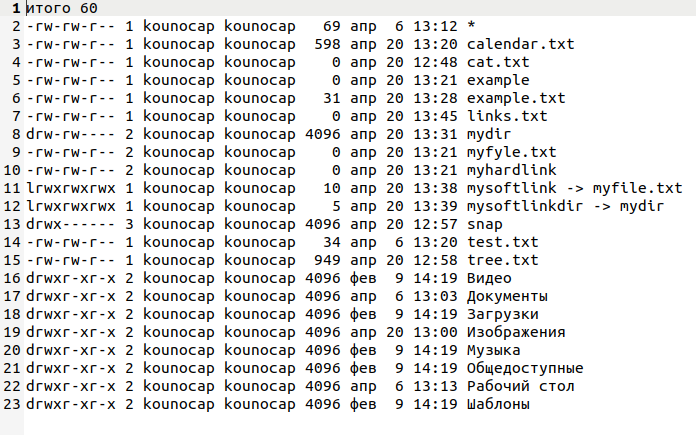 1 итого 60
2 -rw-rw-r-- 1 kounocap kounocap   69 апр  6 13:12 *
3 -rw-rw-r-- 1 kounocap kounocap  598 апр 20 13:20 calendar.txt
4 -rw-rw-r-- 1 kounocap kounocap    0 апр 20 12:48 cat.txt
5 -rw-rw-r-- 1 kounocap kounocap    0 апр 20 13:21 example
6 -rw-rw-r-- 1 kounocap kounocap   31 апр 20 13:28 example.txt
7 -rw-rw-r-- 1 kounocap kounocap    0 апр 20 13:45 links.txt
8 drw-rw---- 2 kounocap kounocap 4096 апр 20 13:31 mydir
9 -rw-rw-r-- 2 kounocap kounocap    0 апр 20 13:21 myfyle.txt
10 -rw-rw-r-- 2 kounocap kounocap    0 апр 20 13:21 myhardlink
11 lrwxrwxrwx 1 kounocap kounocap   10 апр 20 13:38 mysoftlink -> myfile.txt
12 lrwxrwxrwx 1 kounocap kounocap    5 апр 20 13:39 mysoftlinkdir -> mydir
13 drwx------ 3 kounocap kounocap 4096 апр 20 12:57 snap
14 -rw-rw-r-- 1 kounocap kounocap   34 апр  6 13:20 test.txt
15 -rw-rw-r-- 1 kounocap kounocap  949 апр 20 12:58 tree.txt
16 drwxr-xr-x 2 kounocap kounocap 4096 фев  9 14:19 Видео
17 drwxr-xr-x 2 kounocap kounocap 4096 апр  6 13:03 Документы
18 drwxr-xr-x 2 kounocap kounocap 4096 фев  9 14:19 Загрузки
19 drwxr-xr-x 2 kounocap kounocap 4096 апр 20 13:00 Изображения
20 drwxr-xr-x 2 kounocap kounocap 4096 фев  9 14:19 Музыка
21 drwxr-xr-x 2 kounocap kounocap 4096 фев  9 14:19 Общедоступные
22 drwxr-xr-x 2 kounocap kounocap 4096 апр  6 13:13 Рабочий стол
23 drwxr-xr-x 2 kounocap kounocap 4096 фев  9 14:19 Шаблоны